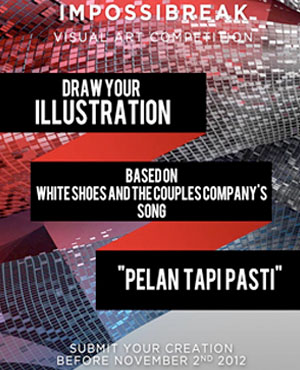 IMPOSSIBREAK
VISUAL ART COMPETITION
DRAW YOUR
ILLUSTRATION
BASED ON
WHITE SHOES AND THE COUPLES COMPANY'S
SONG
"PELAN TAPI PASTI"
SUBMIT YOUR CREATION
BEFORE NOVEMBER 2ND 2012